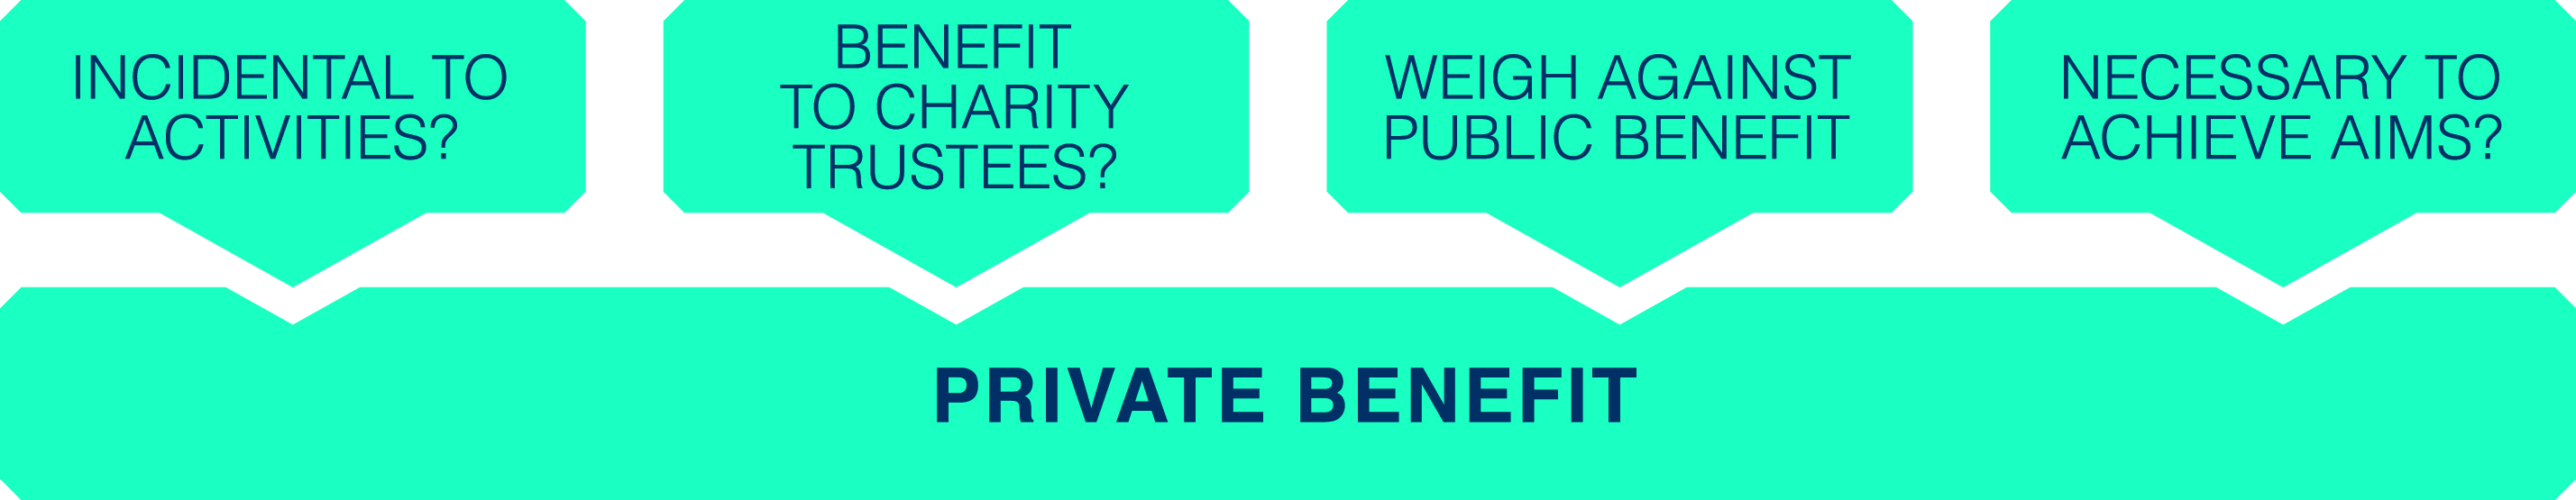 INCIDENTAL TO
ACTIVITIES?
BENEFIT
TO CHARITY
TRUSTEES?
WEIGH AGAINST
PUBLIC BENEFIT
NECESSARY TO
ACHIEVE AIMS?
PRIVATE BENEFIT